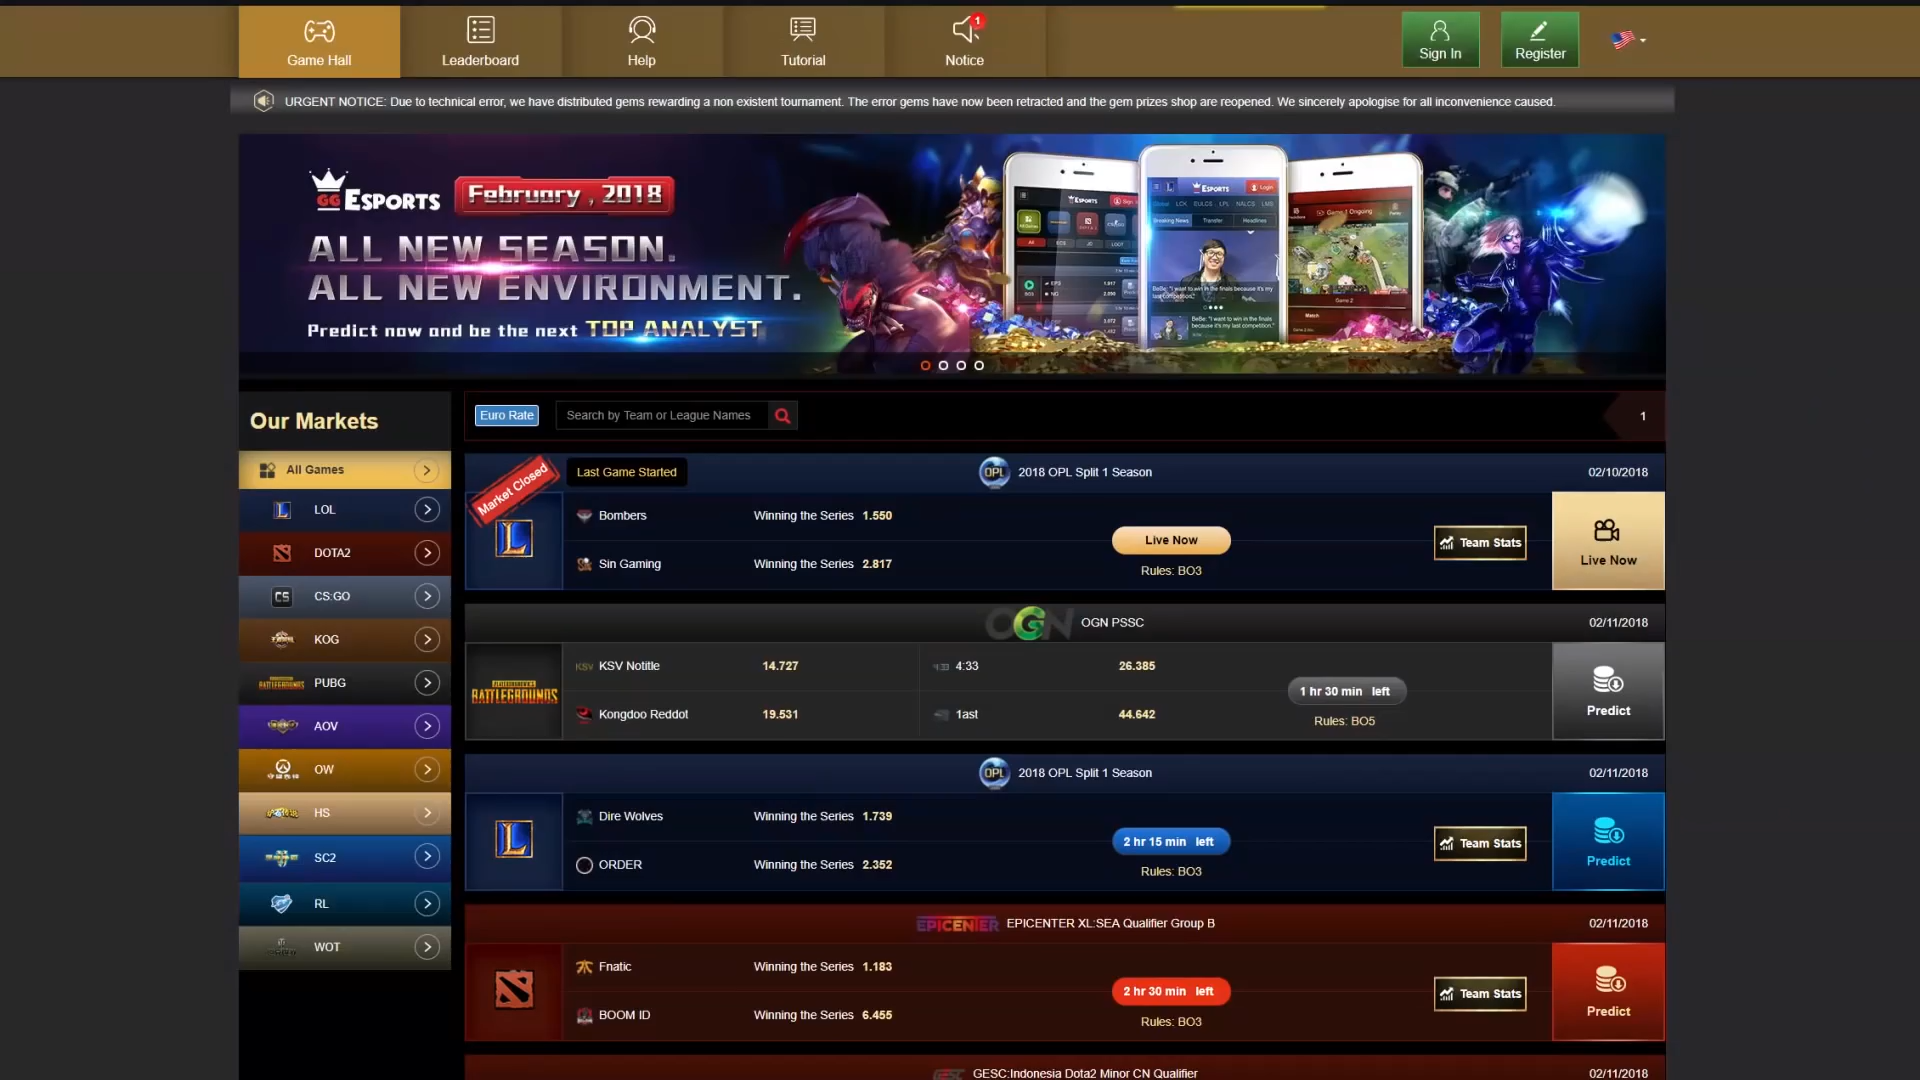 Game Hall
Leaderboard
Help
Tutorial
1
Notice
Sign In
Register
URGENT NOTICE: Due to technical error, we have distributed gems rewarding a non existent tournament. The error gems have now been retracted and the gem prizes shop are reopened. We sincerely apologise for all inconvenience caused.
GG ESPORTS
February , 2018
ALL NEW SEASON.
ALL NEW ENVIRONMENT.
Predict now and be the next TOP ANALYST
Our Markets
All Games
LOL
DOTA2
CS:GO
KOG
PUBG
AOV
OW
HS
SC2
RL
WOT
Euro Rate
Search by Team or League Names
1
Market Closed
Last Game Started
OPL 2018 OPL Split 1 Season
02/10/2018
Bombers Winning the Series 1.550
Sin Gaming Winning the Series 2.817
Live Now
Rules: BO3
Team Stats
Live Now
OGN OGN PSSC
02/11/2018
BATTLEGROUNDS
KSV KSV Notitle 14.727
4:33 26.385
Kongdoo Reddot 19.531
1ast 44.642
1 hr 30 min left
Rules: BO5
Predict
OPL 2018 OPL Split 1 Season
02/11/2018
Dire Wolves Winning the Series 1.739
ORDER Winning the Series 2.352
2 hr 15 min left
Rules: BO3
Team Stats
Predict
EPICENTER EPICENTER XL:SEA Qualifier Group B
02/11/2018
Fnatic Winning the Series 1.183
BOOM ID Winning the Series 6.455
2 hr 30 min left
Rules: BO3
Team Stats
Predict
GESC:Indonesia Dota2 Minor CN Qualifier
02/11/2018